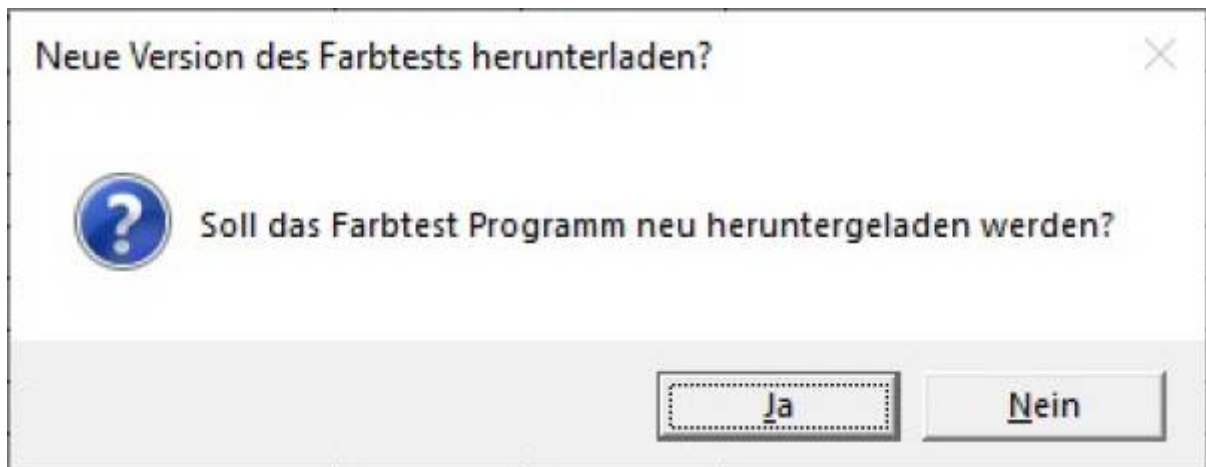 Neue Version des Farbtests herunterladen?
Soll das Farbtest Programm neu heruntergeladen werden?
Ja
Nein